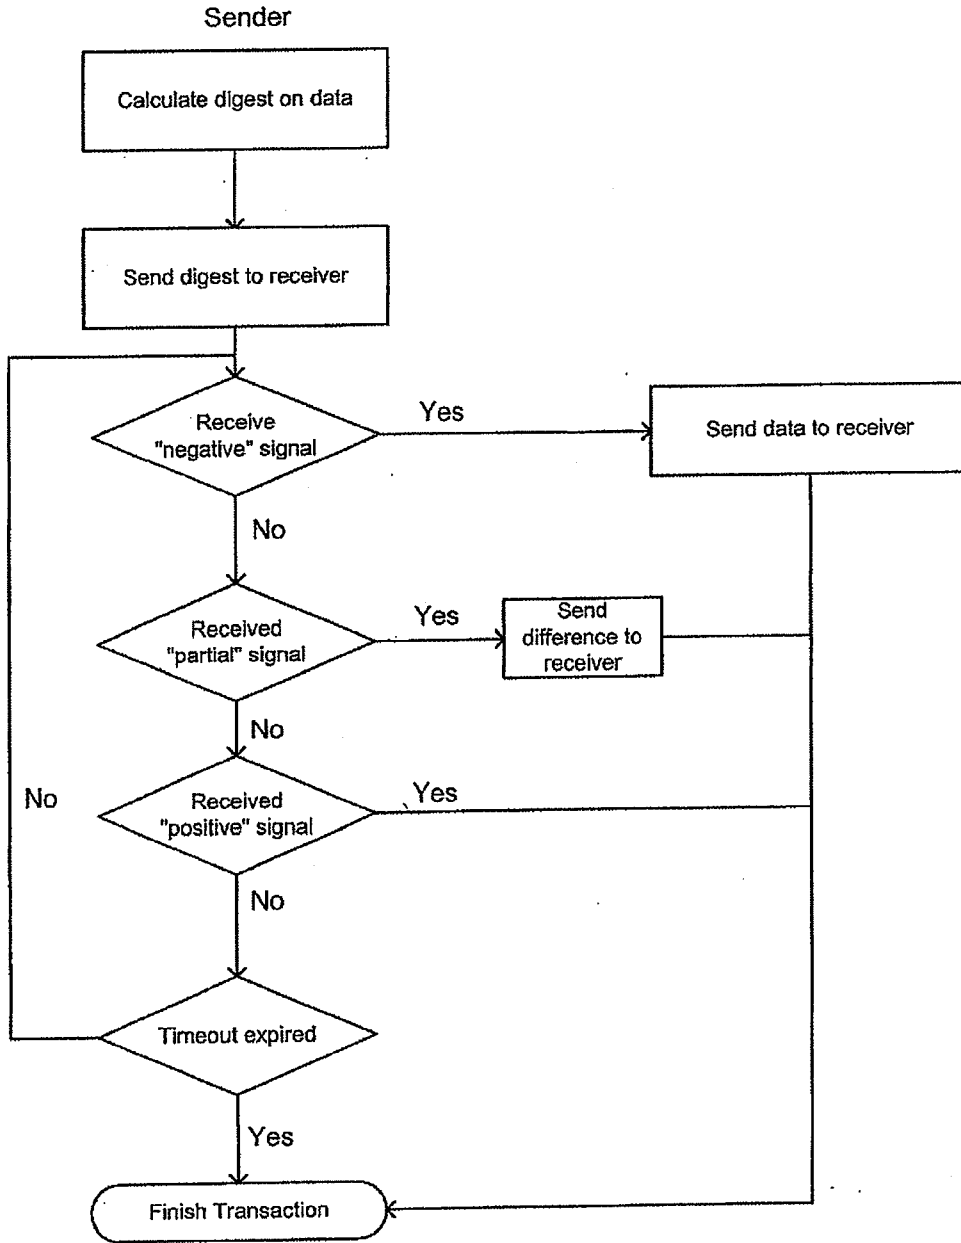 Sender
Calculate digest on data
Send digest to receiver
Receive
"negative" signal
Yes
Send data to receiver
No
Received
"partial" signal
Yes
Send
difference to
receiver
No
Received
"positive" signal
Yes
No
No
Timeout expired
Yes
Finish Transaction